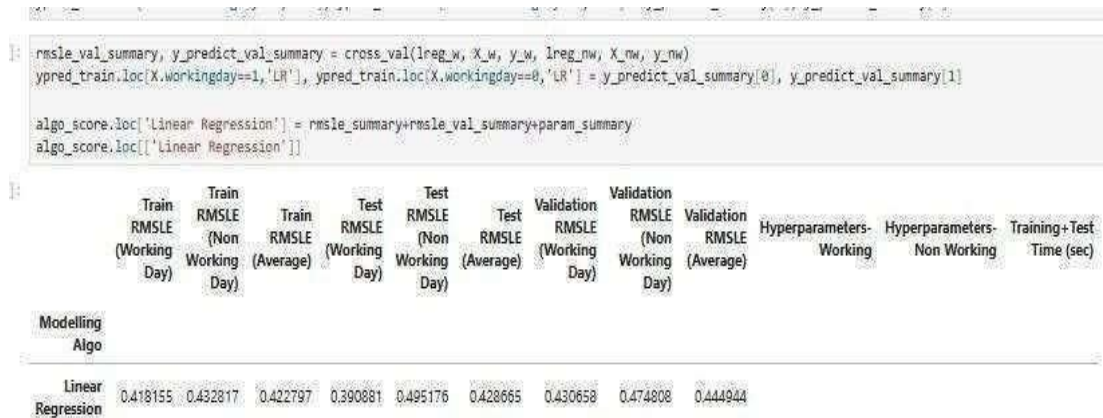 rmsle_val_summary, y_predict_val_summary = cross_val(lreg_w, X_w, y_w, lreg_nw, X_nw, y_nw)
ypred_train.loc[X.workingday==1,'LR'], ypred_train.loc[X.workingday==0,'LR'] = y_predict_val_summary[0], y_predict_val_summary[1]
algo_score.loc['Linear Regression'] = rmsle_summary+rmsle_val_summary+param_summary
algo_score.loc[['Linear Regression']]
Train RMSLE (Working Day)
Train RMSLE (Non Working Day)
Train RMSLE (Average)
Test RMSLE (Working Day)
Test RMSLE (Non Working Day)
Test RMSLE (Average)
Validation RMSLE (Working Day)
Validation RMSLE (Non Working Day)
Validation RMSLE (Average)
Hyperparameters-Working
Hyperparameters-Non Working
Training+Test Time (sec)
Modelling Algo
Linear Regression 0.418155 0.432817 0.422797 0.390881 0.495176 0.428665 0.430658 0.474808 0.444944